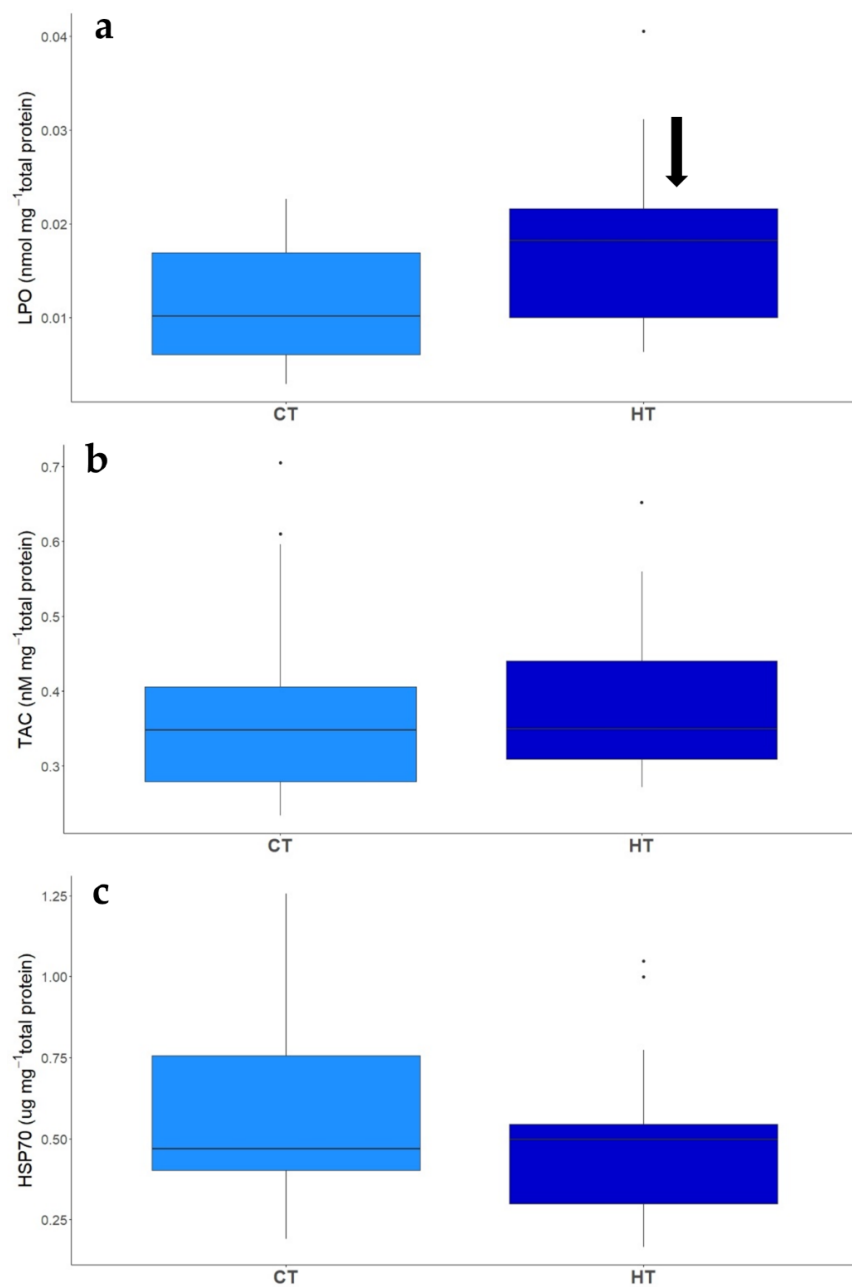 a
LPO (nmol mg⁻¹total protein)
0.04
0.03
0.02
0.01
CT HT
b
TAC (nM mg⁻¹total protein)
0.7
0.6
0.5
0.4
0.3
CT HT
c
HSP70 (ug mg⁻¹total protein)
1.25
1.00
0.75
0.50
0.25
CT HT